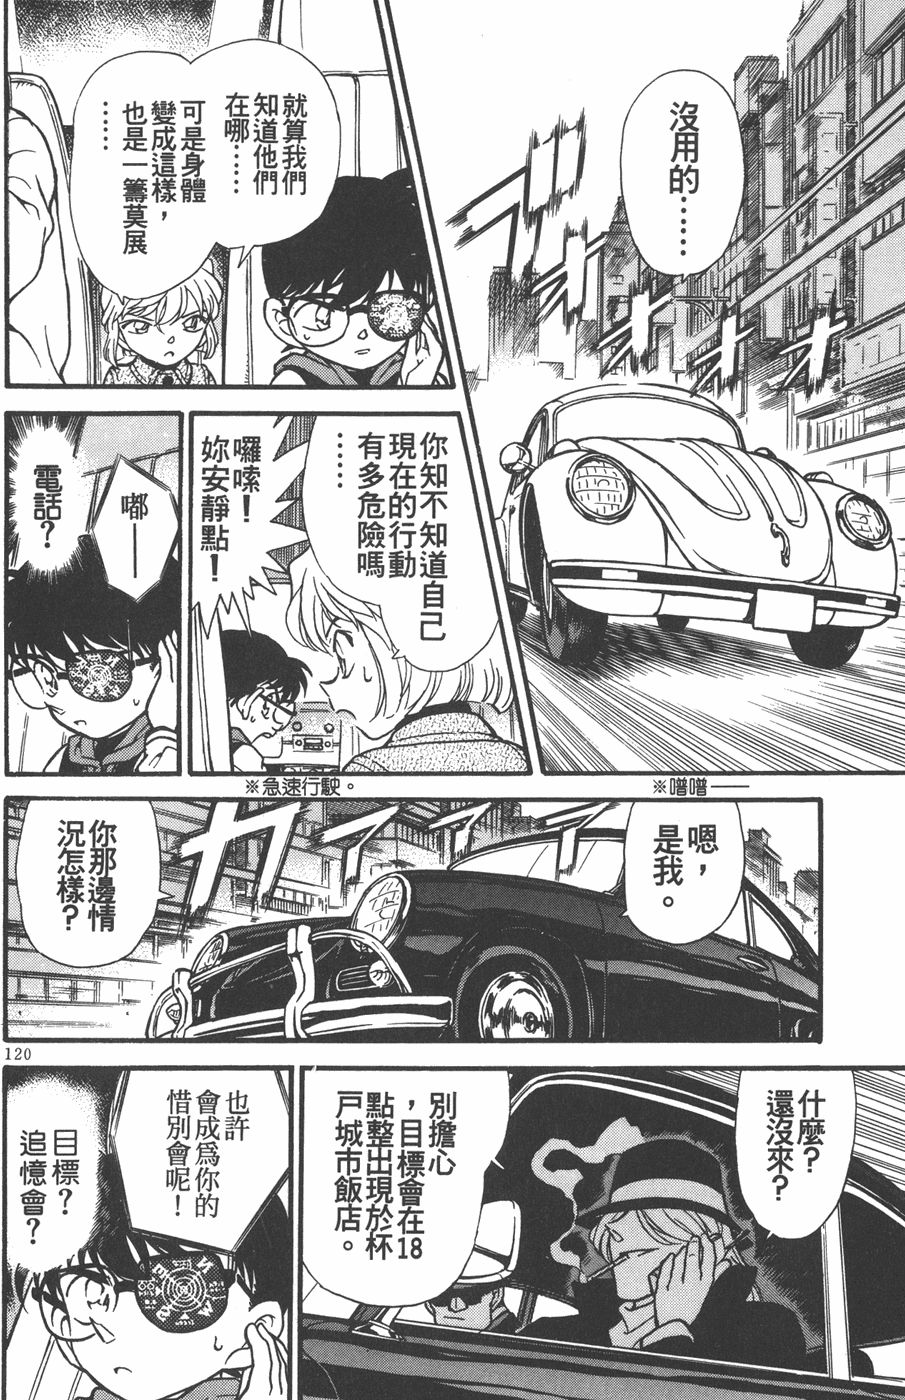 沒用的……
就算我們
知道他們
在哪……
可是身體
變成這樣，
也是一籌莫展
……
你知不知道自己
現在的行動
有多危險嗎
……
囉嗦！
妳安靜點！
嘟——
電話？
※噌噌——
※急速行駛。
嗯，
是我。
你那邊情
況怎樣？
120
什麼？
還沒來？
別擔心
，目標會在18
點整出現於杯
戶城市飯店。
也許
會成為你的
惜別會呢！
目標？
追憶會？